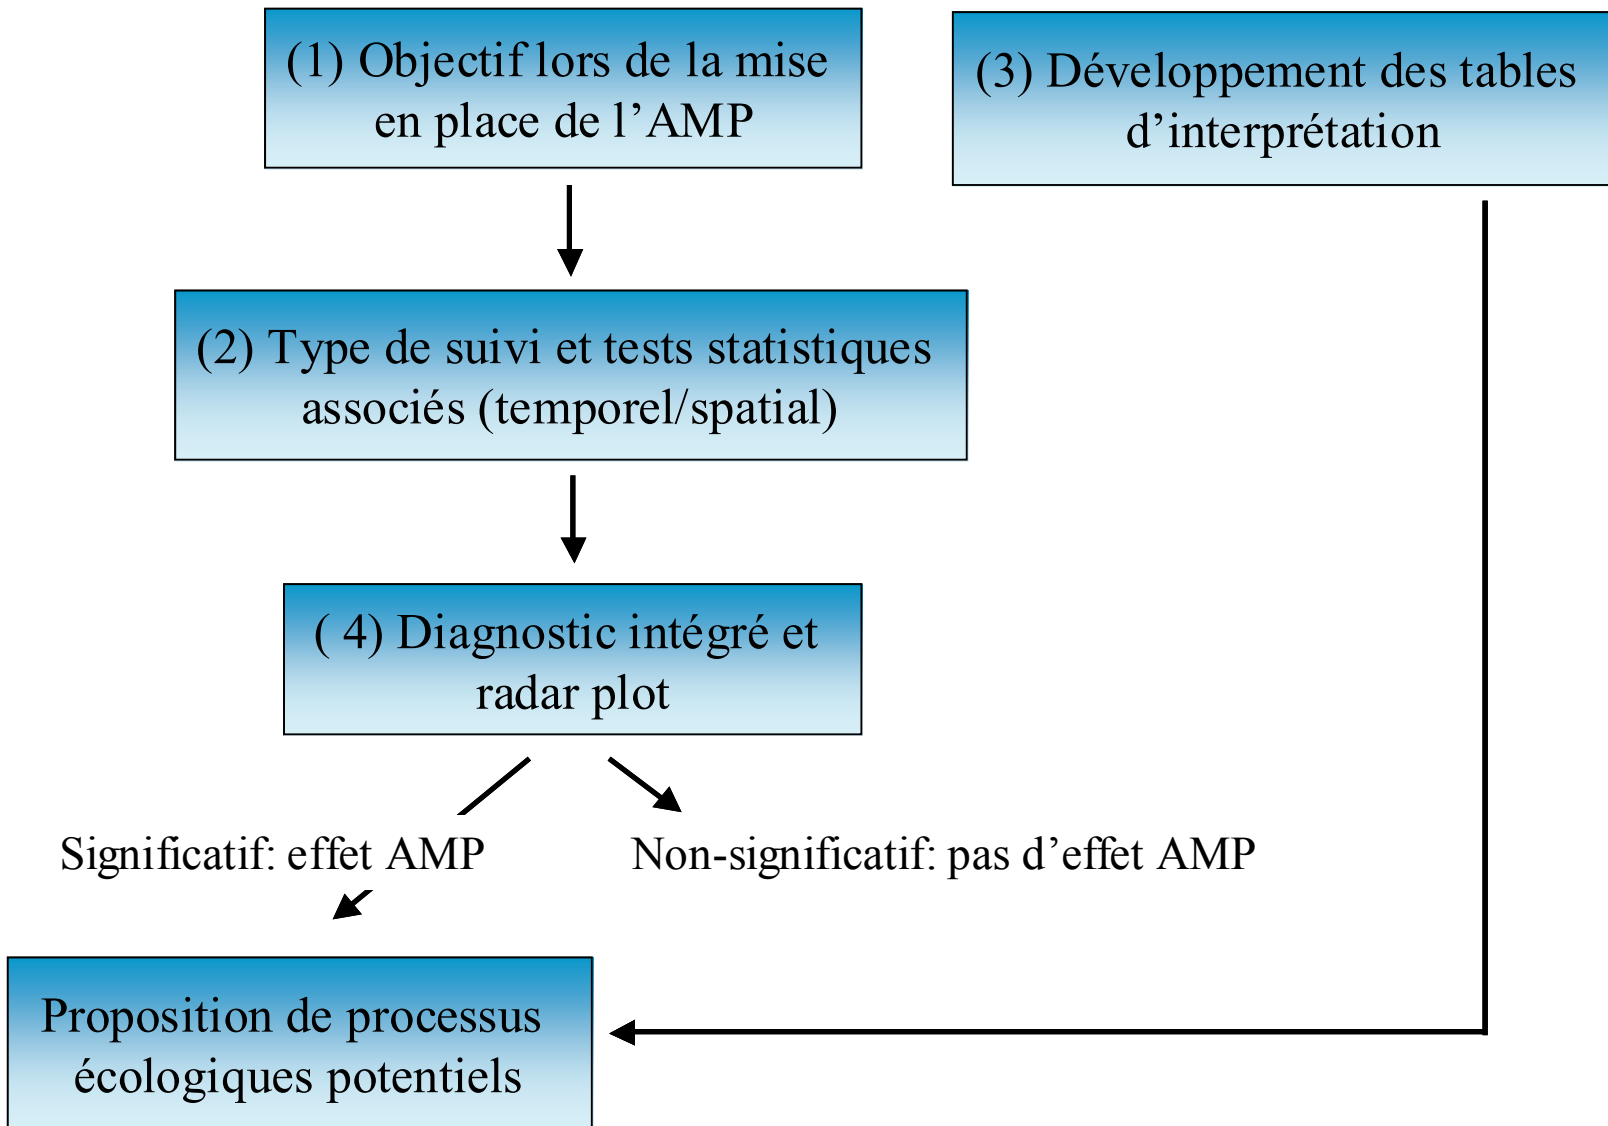 (1) Objectif lors de la mise
en place de l’AMP
(3) Développement des tables
d’interprétation
(2) Type de suivi et tests statistiques
associés (temporel/spatial)
( 4) Diagnostic intégré et
radar plot
Significatif: effet AMP
Non-significatif: pas d’effet AMP
Proposition de processus
écologiques potentiels